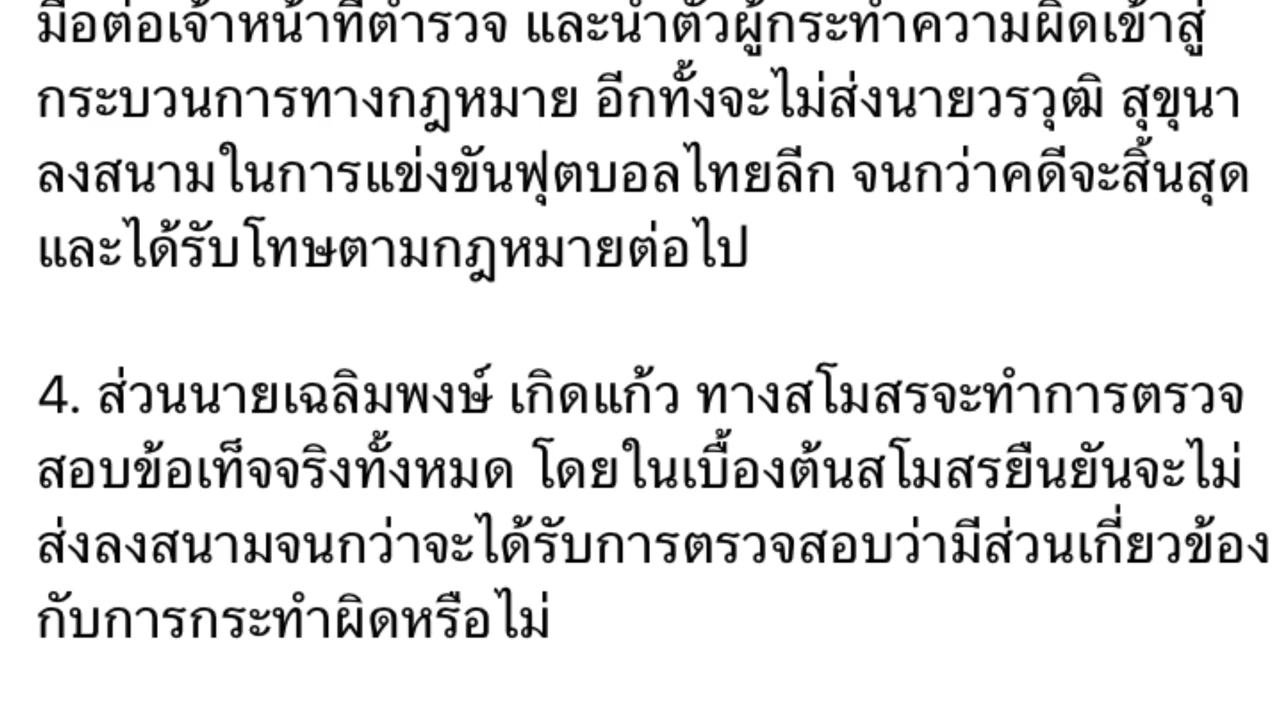 มือต่อเจ้าหน้าที่ตำรวจ และนำตัวผู้กระทำความผิดเข้าสู่
กระบวนการทางกฎหมาย อีกทั้งจะไม่ส่งนายวรวุฒิ สุขุนา
ลงสนามในการแข่งขันฟุตบอลไทยลีก จนกว่าคดีจะสิ้นสุด
และได้รับโทษตามกฎหมายต่อไป
4. ส่วนนายเฉลิมพงษ์ เกิดแก้ว ทางสโมสรจะทำการตรวจ
สอบข้อเท็จจริงทั้งหมด โดยในเบื้องต้นสโมสรยืนยันจะไม่
ส่งลงสนามจนกว่าจะได้รับการตรวจสอบว่ามีส่วนเกี่ยวข้อง
กับการกระทำผิดหรือไม่